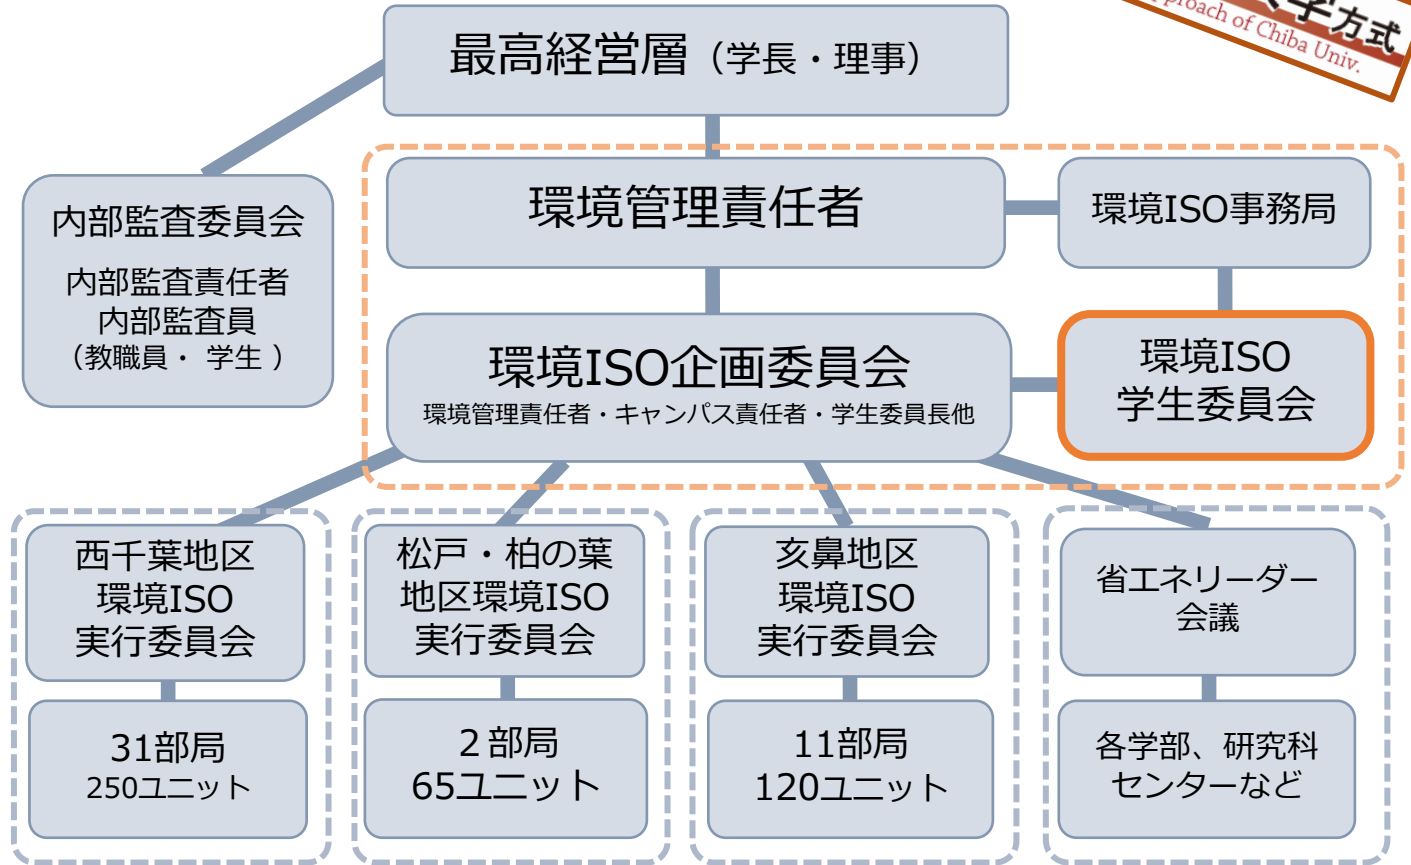 方式
Approach of Chiba Univ.
最高経営層（学長・理事）
環境管理責任者
環境ISO事務局
内部監査委員会
内部監査責任者
内部監査員
（教職員・ 学生 ）
環境ISO企画委員会
環境管理責任者・キャンパス責任者・学生委員長他
環境ISO
学生委員会
西千葉地区
環境ISO
実行委員会
松戸・柏の葉
地区環境ISO
実行委員会
亥鼻地区
環境ISO
実行委員会
省エネリーダー
会議
31部局
250ユニット
２部局
65ユニット
11部局
120ユニット
各学部、研究科
センターなど